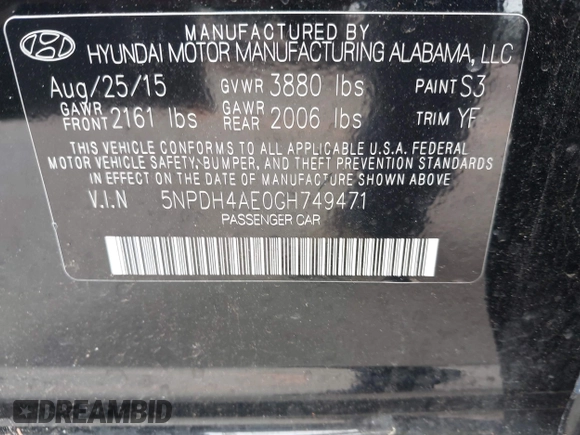 MANUFACTURED BY
HYUNDAI MOTOR MANUFACTURING ALABAMA, LLC
Aug/25/15 GVWR 3880 lbs PAINT S3
GAWR FRONT 2161 lbs GAWR REAR 2006 lbs TRIM YF
THIS VEHICLE CONFORMS TO ALL APPLICABLE U.S.A. FEDERAL
MOTOR VEHICLE SAFETY, BUMPER, AND THEFT PREVENTION STANDARDS
IN EFFECT ON THE DATE OF MANUFACTURE SHOWN ABOVE.
V.I.N 5NPDH4AE0GH749471
PASSENGER CAR
DREAMBID